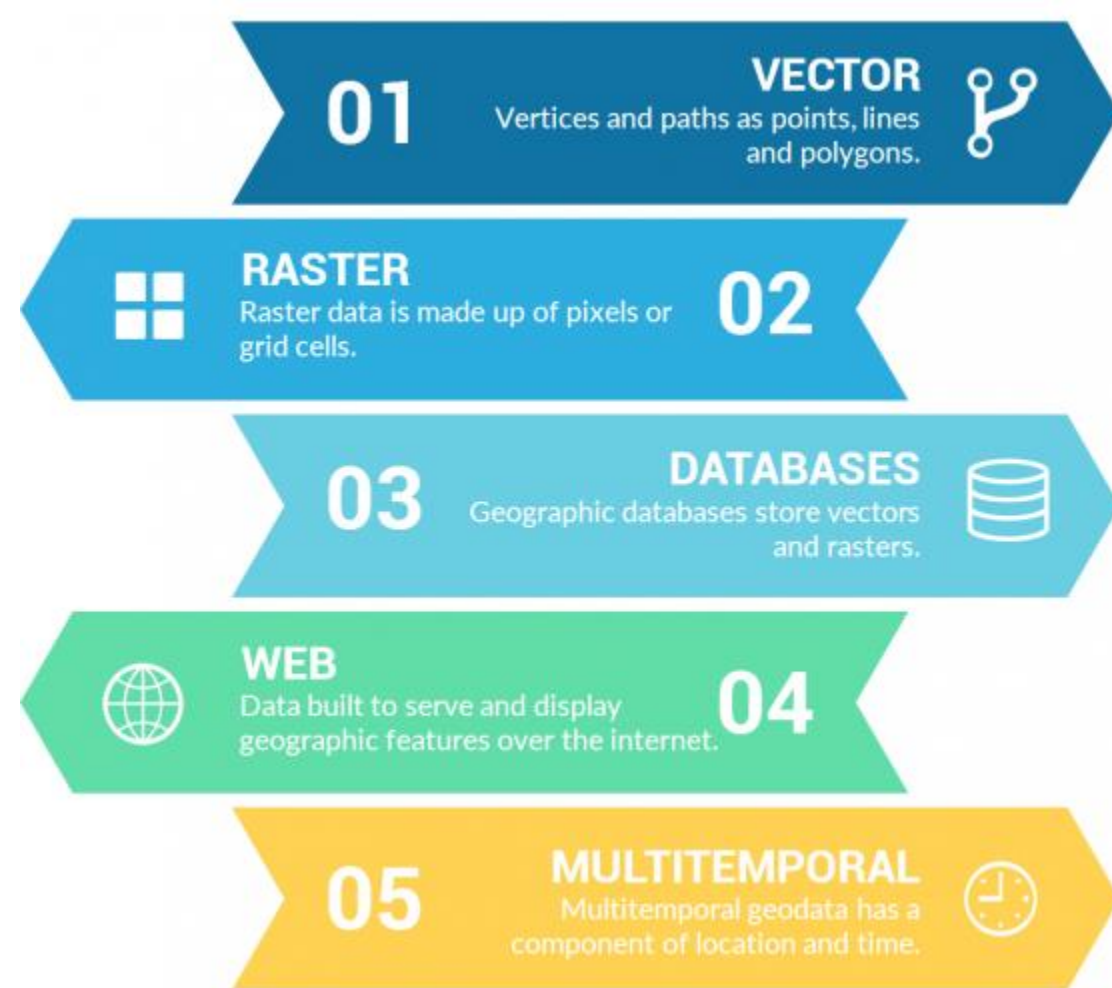 01
VECTOR
Vertices and paths as points, lines
and polygons.
RASTER
Raster data is made up of pixels or
grid cells.
02
03
DATABASES
Geographic databases store vectors
and rasters.
WEB
Data built to serve and display
geographic features over the internet.
04
05
MULTITEMPORAL
Multitemporal geodata has a
component of location and time.